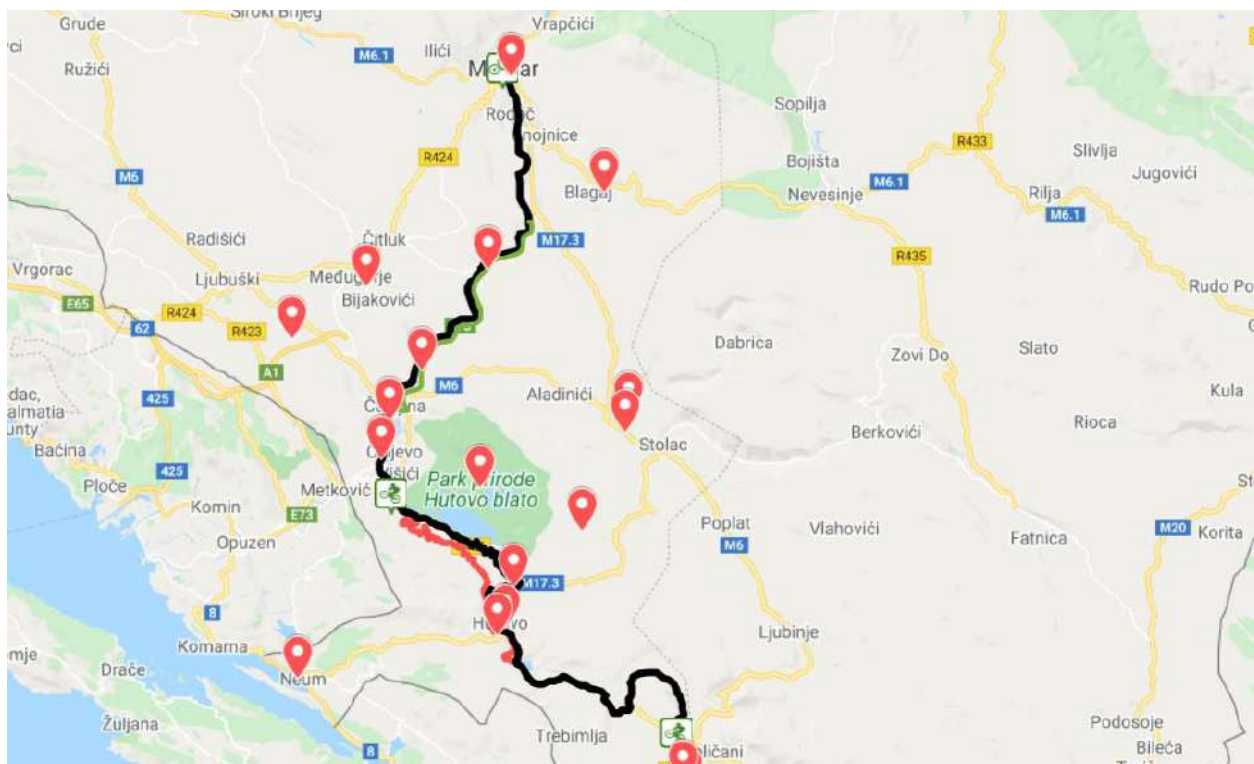 Grude
Široki Brijeg
Vrapčići
Ilići
M6.1
Ružići
Rodoč
Sopilja
R433
Slivlja
Jugovići
Bojišta
R424
M6
Blagaj
Nevesinje
M6.1
Rilja
M6.1
Radišići
Čitluk
M17.3
Vrgorac
Ljubuški
Međugorje
R435
Bijakovići
E65
R424
62
R423
Dabrica
Zovi Do
Slato
A1
M6
Aladinići
Kula
425
Rioca
Berkovići
Stolac
Baćina
425
Ploče
Park prirode
Hutovo blato
Metković
Komin
E73
Opuzen
Poplat
Vlahovići
M20
Korita
M6
Fatnica
M17.3
8
Ljubinje
Komarna
Drače
Neum
Žuljana
8
Trebimlja
Podosoje
Bileća